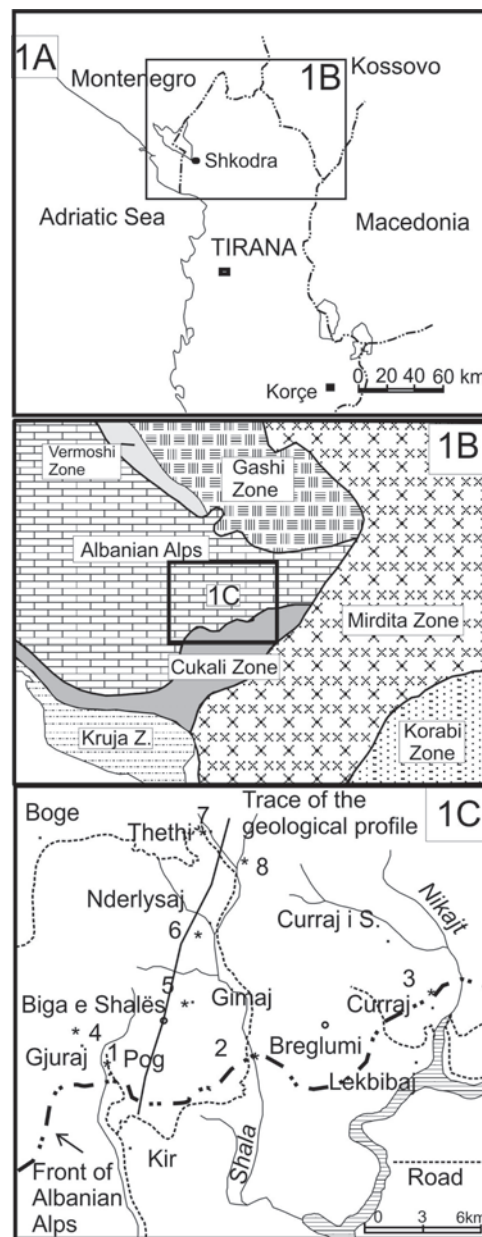 1A
Montenegro
1B
Kossovo
Shkodra
Adriatic Sea
Macedonia
TIRANA
Korçe
0 20 40 60 km
1B
Vermoshi
Zone
Gashi
Zone
Albanian Alps
1C
Mirdita Zone
Cukali Zone
Kruja Z.
Korabi
Zone
1C
Trace of the
geological profile
Boge
7
Thethi
8
Nderlysaj
6
Curraj i S.
Nikajt
5
3
Biga e Shalës
Gimaj
Curraj
4
Gjuraj
1
Pog
2
Breglumi
Lekbibaj
Kir
Shala
Front of
Albanian
Alps
Road
0 3 6km